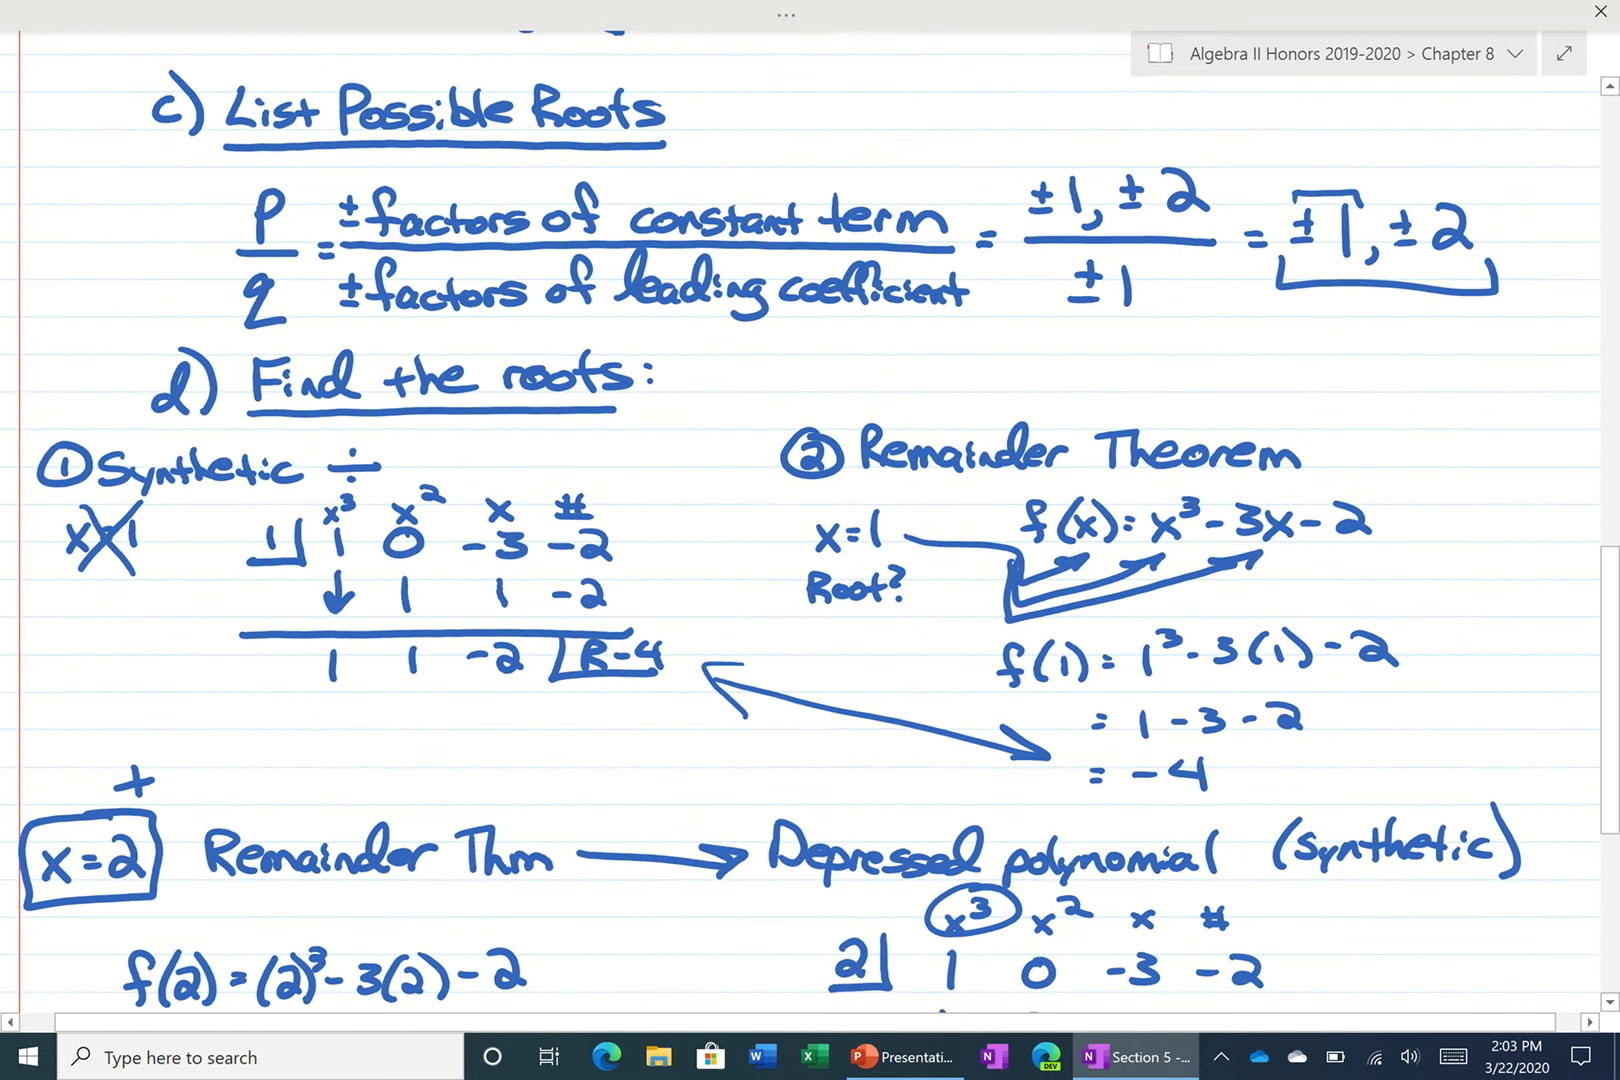 Algebra II Honors 2019-2020 > Chapter 8
c) List Possible Roots
p/q = ± factors of constant term / ± factors of leading coefficient = ±1, ±2 / ±1 = ±1, ±2
d) Find the roots:
① Synthetic ÷
x³ x² x #
x=1 1| 1 0 -3 -2
↓ 1 1 -2
1 1 -2 R-4
② Remainder Theorem
x=1 f(x) = x³ - 3x - 2
Root?
f(1) = 1³ - 3(1) - 2
= 1 - 3 - 2
= -4
+
x=2 Remainder Thm → Depressed polynomial (synthetic)
x³ x² x #
2| 1 0 -3 -2
f(2) = (2)³ - 3(2) - 2
Type here to search
Presentati...
DEV
Section 5 -...
2:03 PM
3/22/2020